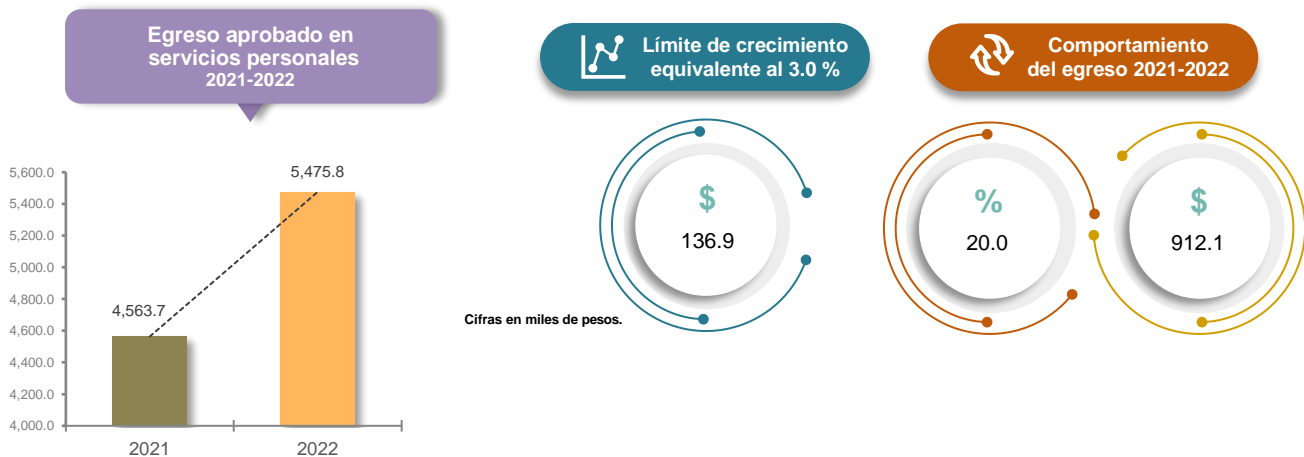 Egreso aprobado en
servicios personales
2021-2022
Límite de crecimiento
equivalente al 3.0 %
Comportamiento
del egreso 2021-2022
5,600.0
5,400.0
5,200.0
5,000.0
4,800.0
4,600.0
4,400.0
4,200.0
4,000.0
4,563.7
5,475.8
2021
2022
Cifras en miles de pesos.
$
136.9
%
20.0
$
912.1